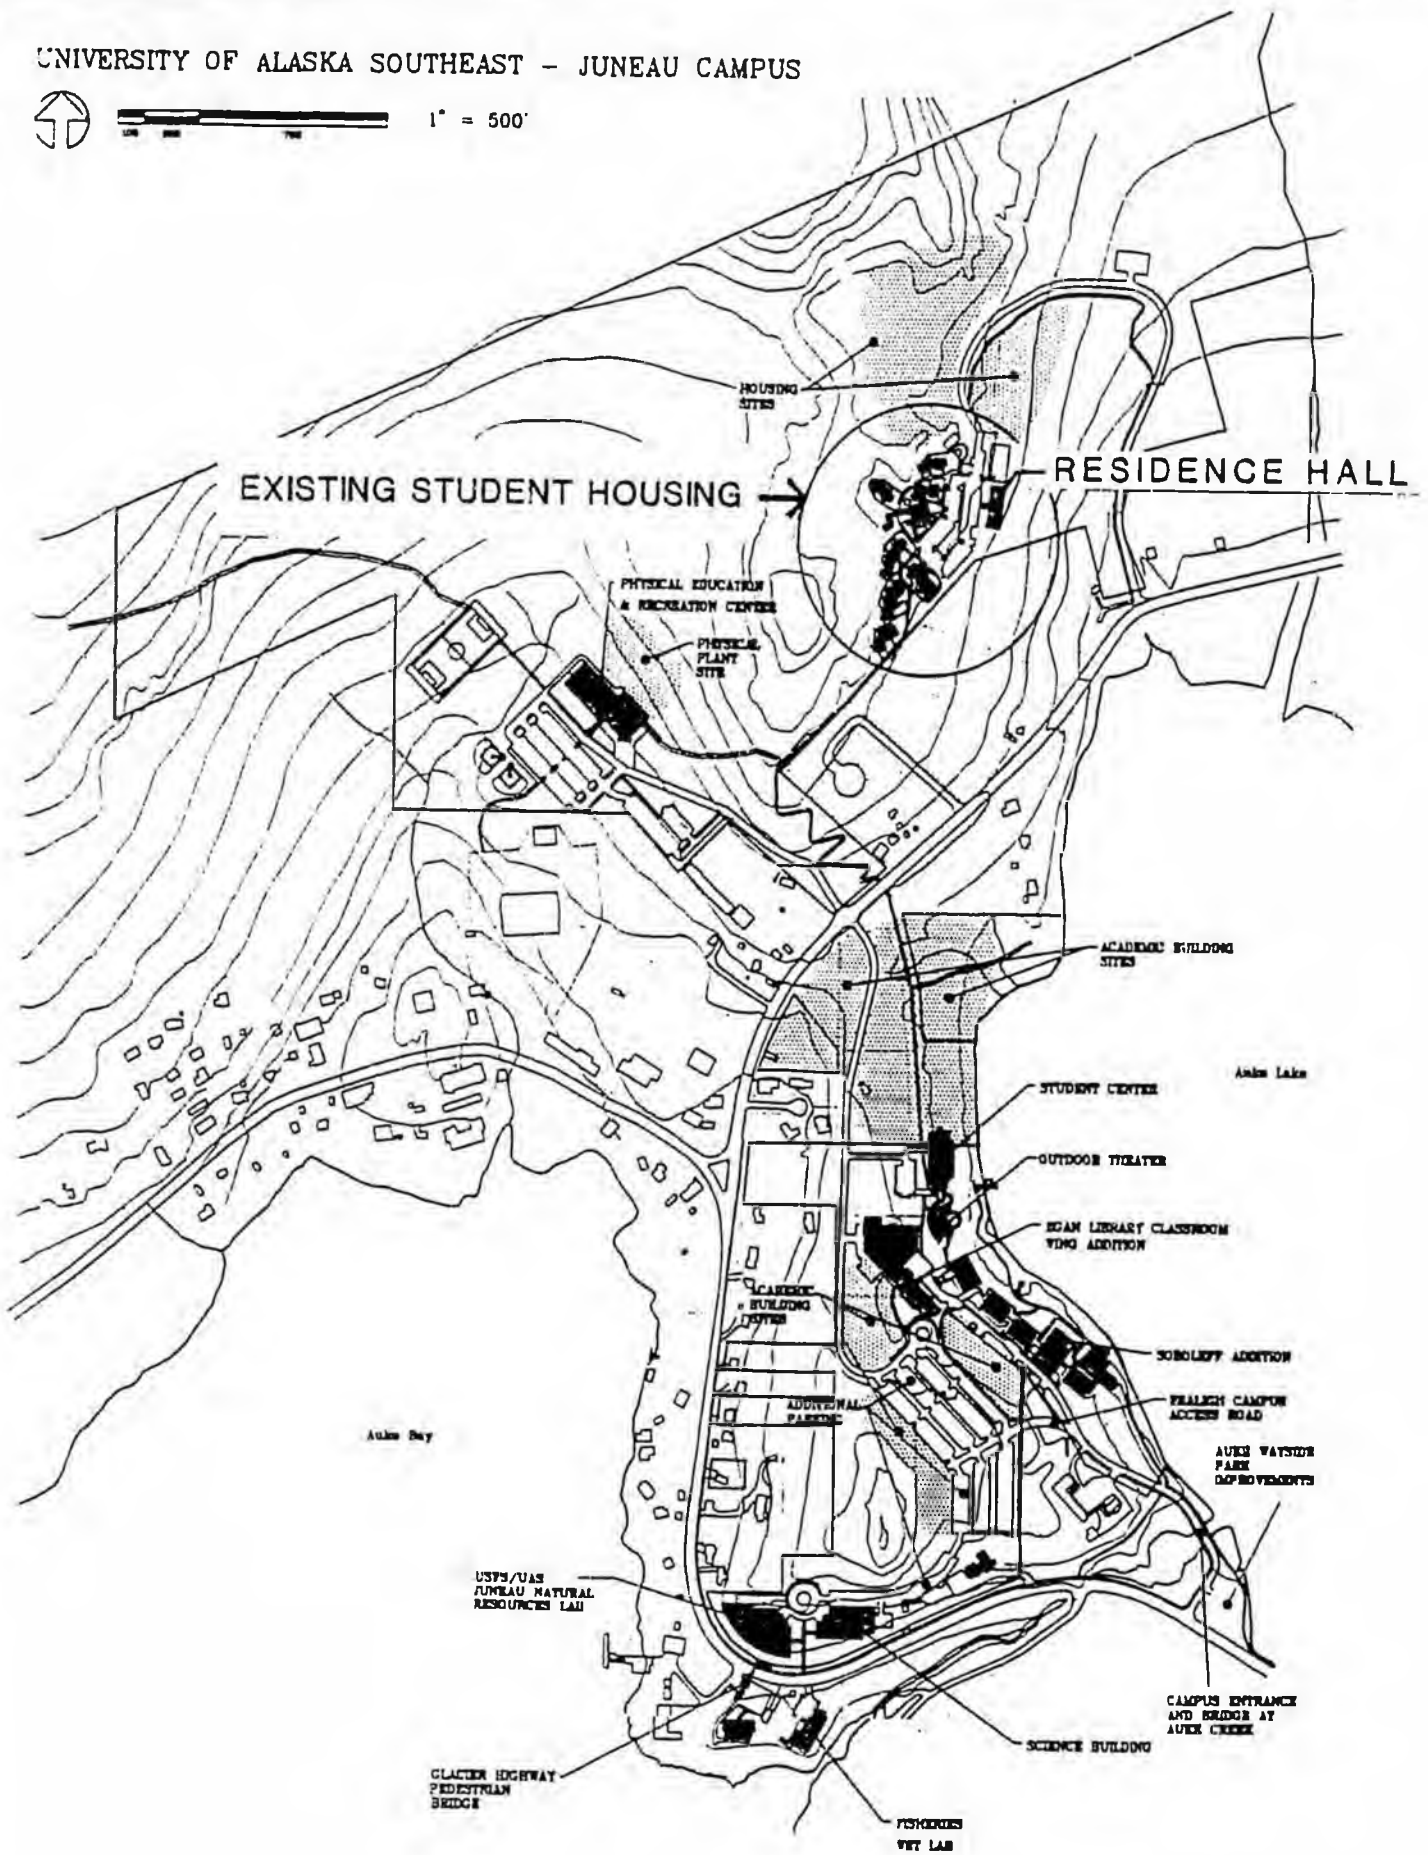 UNIVERSITY OF ALASKA SOUTHEAST - JUNEAU CAMPUS
1" = 500'
HOUSING
SITES
RESIDENCE HALL
EXISTING STUDENT HOUSING
PHYSICAL EDUCATION
& RECREATION CENTER
PHYSICAL
PLANT
SITE
ACADEMIC BUILDING
SITES
Auke Lake
STUDENT CENTER
OUTDOOR THEATER
EGAN LIBRARY CLASSROOM
WING ADDITION
ACADEMIC
BUILDING
SITES
SOBOLEFF ADDITION
ADDITIONAL
PARKING
CAMPUS
ACCESS ROAD
Auke Bay
AUKE WAYSIDE
PARK
IMPROVEMENTS
USFS/UAS
JUNEAU NATURAL
RESOURCES LAB
CAMPUS ENTRANCE
AND BRIDGE AT
AUKE CREEK
SCIENCE BUILDING
GLACIER HIGHWAY
PEDESTRIAN
BRIDGE
FISHERIES
WET LAB